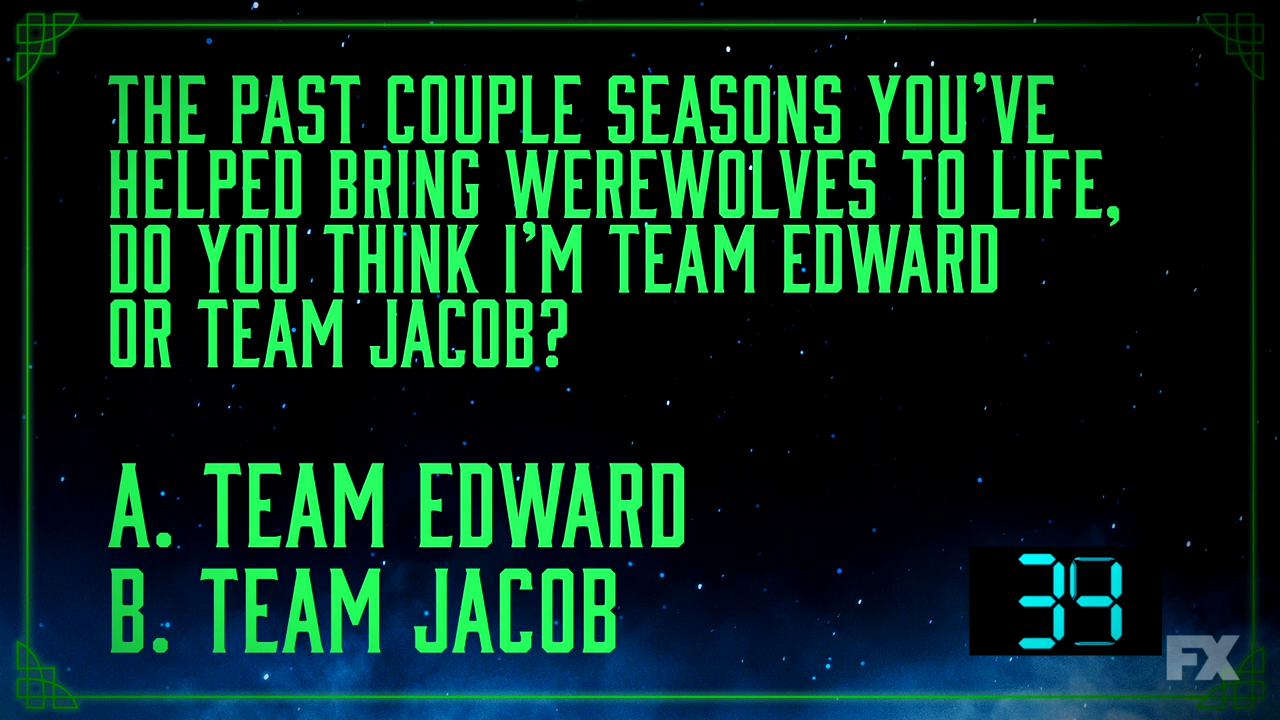 THE PAST COUPLE SEASONS YOU'VE
HELPED BRING WEREWOLVES TO LIFE,
DO YOU THINK I'M TEAM EDWARD
OR TEAM JACOB?
A. TEAM EDWARD
B. TEAM JACOB
34
FX